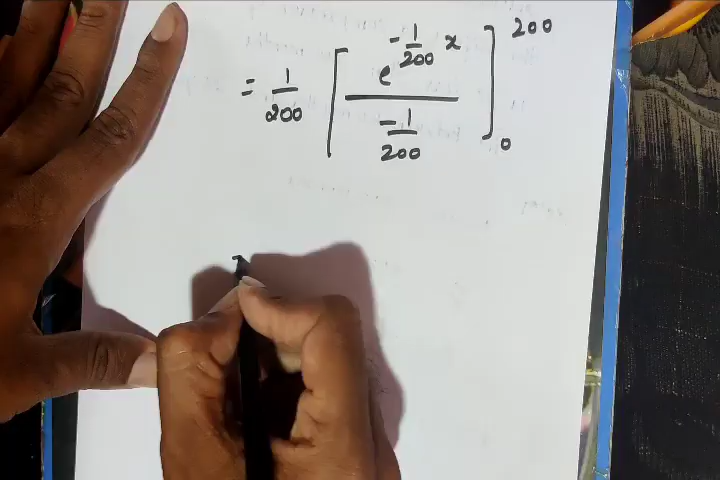 = 1/200 [ e^{-1/200 x} / (-1/200) ]_0^{200}
=